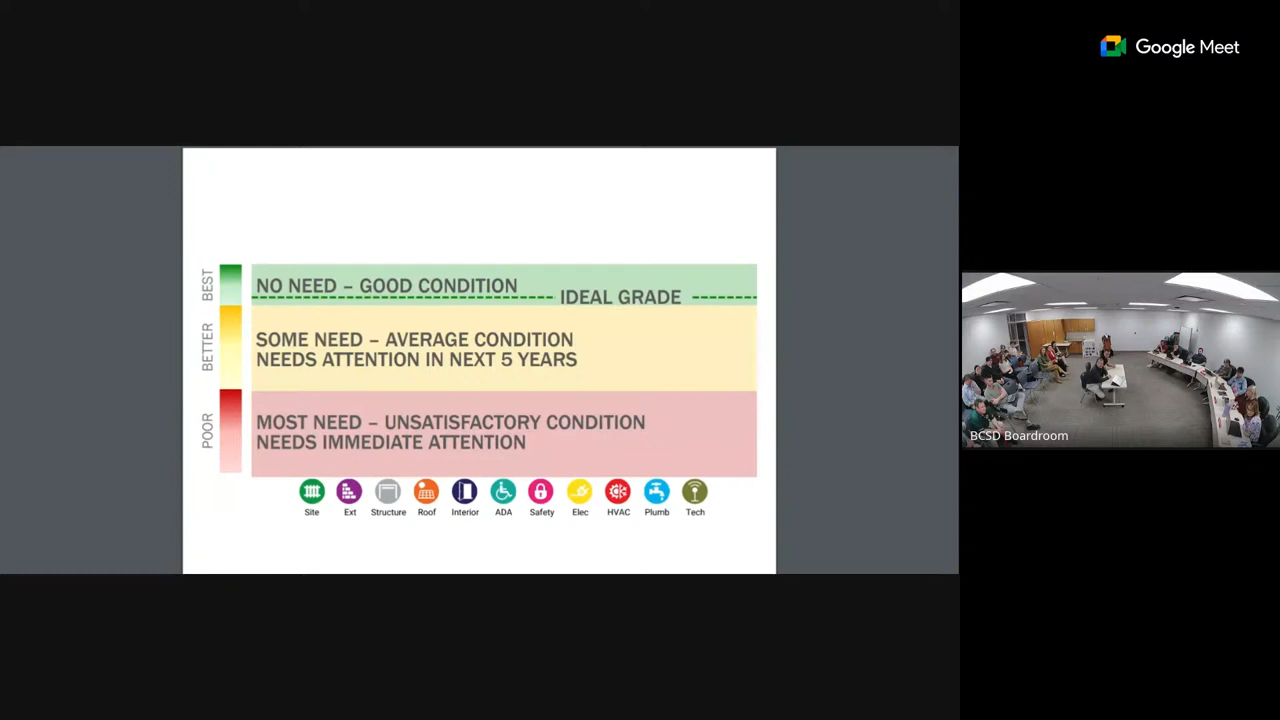 Google Meet
BEST
NO NEED – GOOD CONDITION
IDEAL GRADE
BETTER
SOME NEED – AVERAGE CONDITION
NEEDS ATTENTION IN NEXT 5 YEARS
POOR
MOST NEED – UNSATISFACTORY CONDITION
NEEDS IMMEDIATE ATTENTION
Site Ext Structure Roof Interior ADA Safety Elec HVAC Plumb Tech
BCSD Boardroom